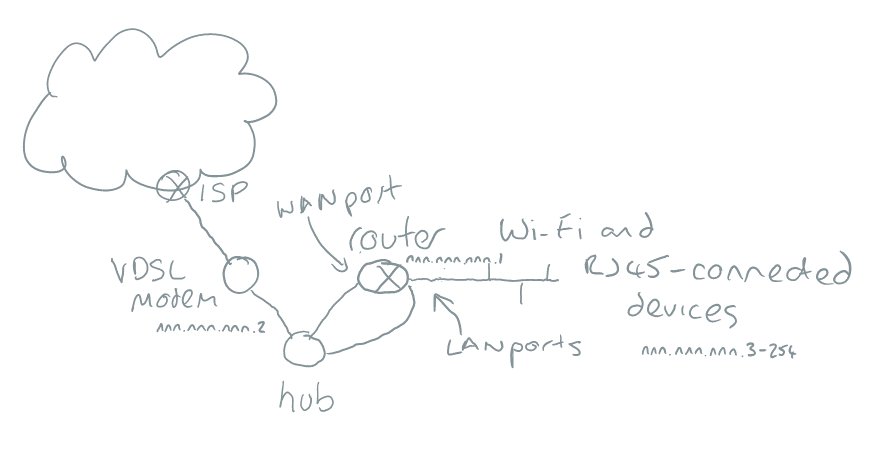 ISP
WAN port
router
nnn.nnn.nnn.1
Wi-Fi and
RJ45-connected
devices
nnn.nnn.nnn.3-254
VDSL
modem
nnn.nnn.nnn.2
LAN ports
hub